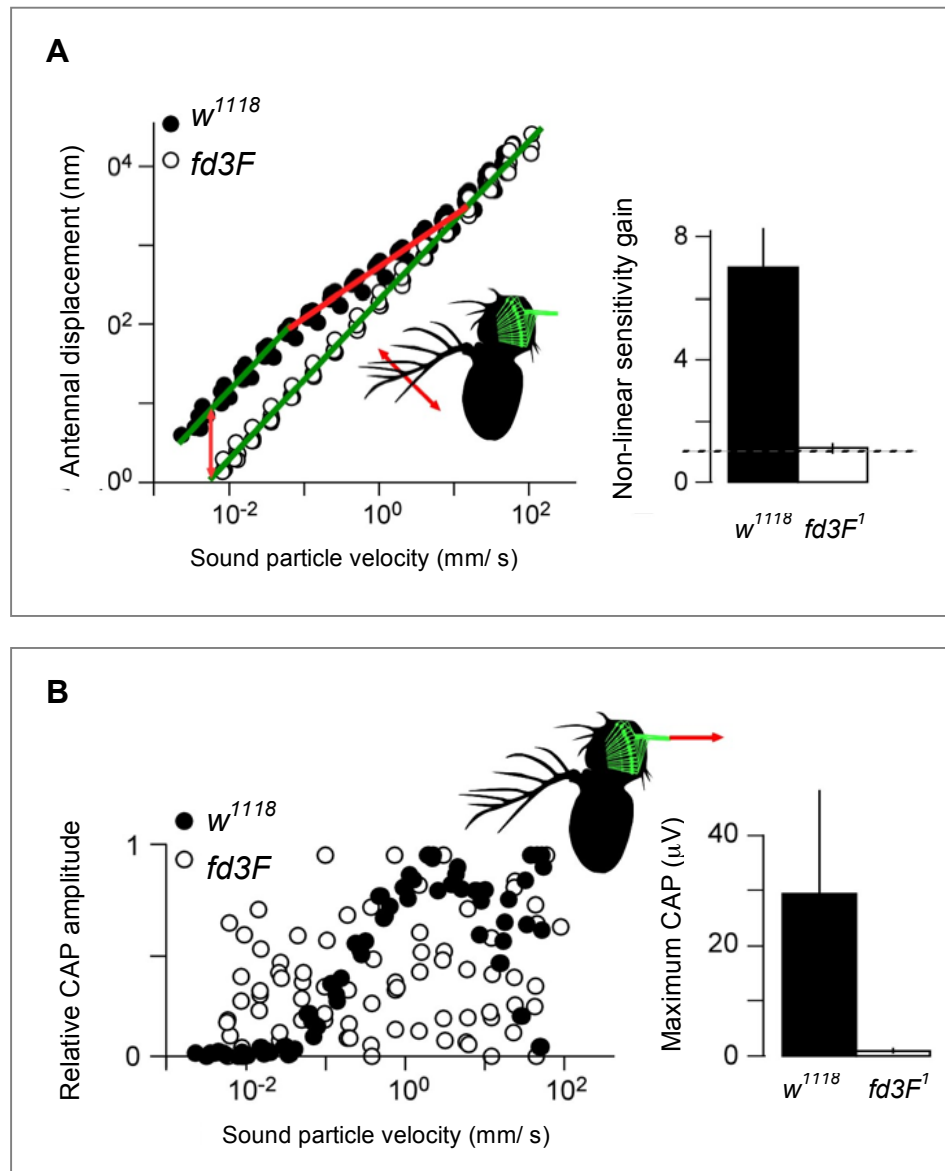 A
w¹¹¹⁸
fd3F
Antennal displacement (nm)
0⁴
0²
0⁰
10⁻²
10⁰
10²
Sound particle velocity (mm/ s)
Non-linear sensitivity gain
8
4
0
w¹¹¹⁸ fd3F¹
B
w¹¹¹⁸
fd3F
Relative CAP amplitude
1
0
10⁻²
10⁰
10²
Sound particle velocity (mm/ s)
Maximum CAP (μV)
40
20
0
w¹¹¹⁸ fd3F¹